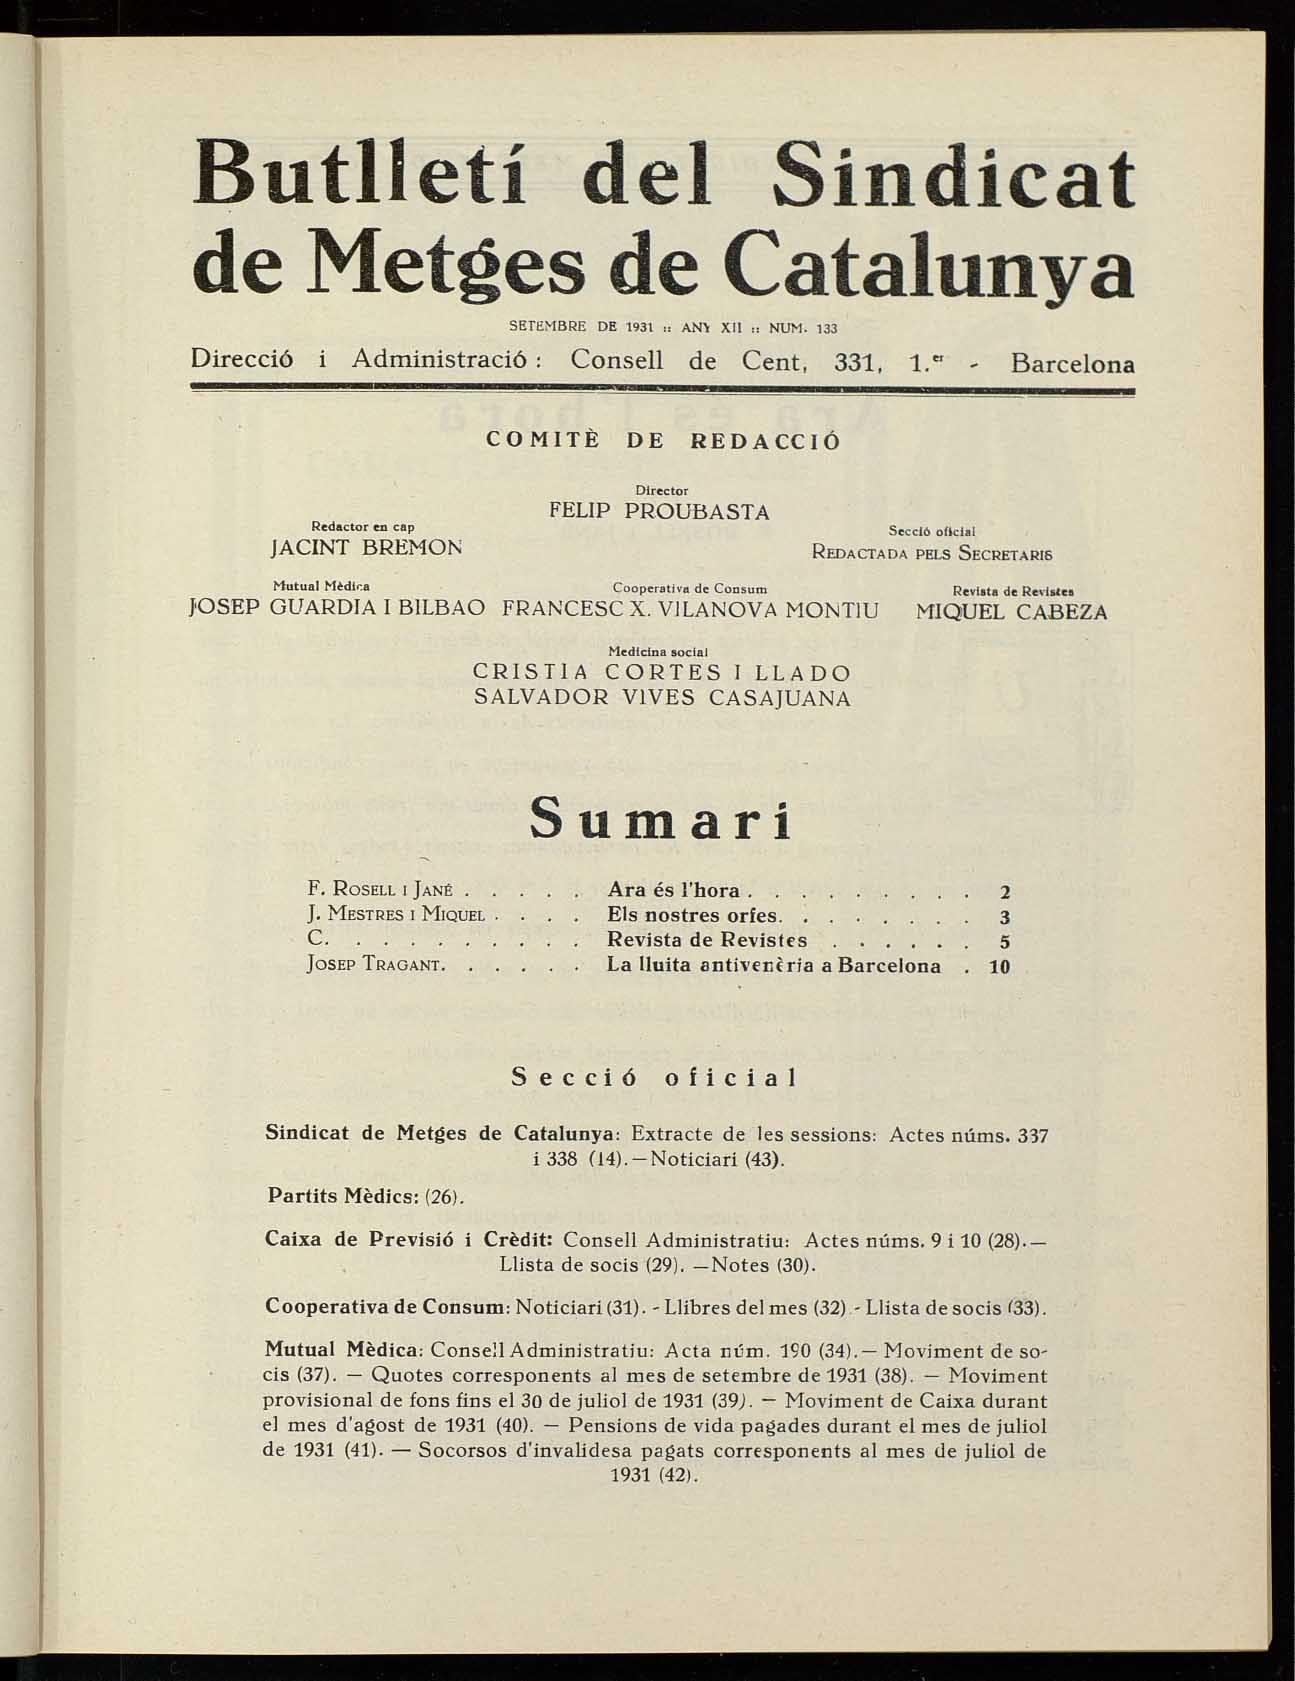 Butlletí del Sindicat
de Metges de Catalunya
SETEMBRE DE 1931 :: ANY XII :: NUM. 133
Direcció i Administració : Consell de Cent, 331, 1.er - Barcelona
COMITÈ DE REDACCIÓ
Director
FELIP PROUBASTA
Redactor en cap
JACINT BREMON
Secció oficial
REDACTADA PELS SECRETARIS
Mutual Mèdica
JOSEP GUARDIA I BILBAO
Cooperativa de Consum
FRANCESC X. VILANOVA MONTIU
Revista de Revistes
MIQUEL CABEZA
Medicina social
CRISTIA CORTES I LLADO
SALVADOR VIVES CASAJUANA
Sumari
F. ROSELL I JANÉ . . . . . Ara és l'hora . . . . . . . . . 2
J. MESTRES I MIQUEL . . . . Els nostres orfes. . . . . . . . 3
C. . . . . . . . . . . Revista de Revistes . . . . . . 5
JOSEP TRAGANT. . . . . . La lluita antivenèria a Barcelona . 10
Secció oficial
Sindicat de Metges de Catalunya: Extracte de les sessions: Actes núms. 337
i 338 (14).—Noticiari (43).
Partits Mèdics: (26).
Caixa de Previsió i Crèdit: Consell Administratiu: Actes núms. 9 i 10 (28).—
Llista de socis (29). —Notes (30).
Cooperativa de Consum: Noticiari (31). - Llibres del mes (32) - Llista de socis (33).
Mutual Mèdica: Consell Administratiu: Acta núm. 190 (34).— Moviment de so-
cis (37). — Quotes corresponents al mes de setembre de 1931 (38). — Moviment
provisional de fons fins el 30 de juliol de 1931 (39). — Moviment de Caixa durant
el mes d'agost de 1931 (40). — Pensions de vida pagades durant el mes de juliol
de 1931 (41). — Socorsos d'invalidesa pagats corresponents al mes de juliol de
1931 (42).